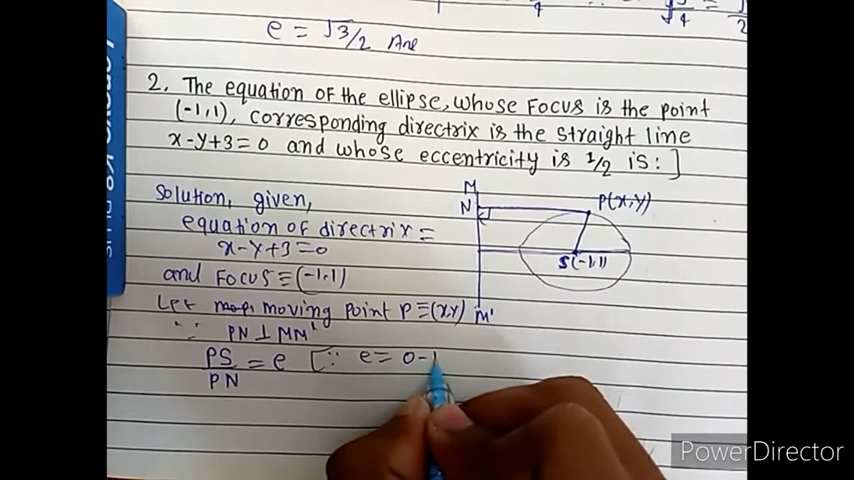 e = √3/2 Ans
2. The equation of the ellipse, whose focus is the point
(-1,1), corresponding directrix is the straight line
x-y+3=0 and whose eccentricity is 1/2 is:]
Solution, given,
equation of directrix =
x-y+3=0
and Focus ≡ (-1,1)
Let moving point P ≡ (x,y)
∵ PN ⊥ MM'
PS/PN = e [∵ e = 0-1
M
N
P(x,y)
S(-1,1)
M'
PowerDirector